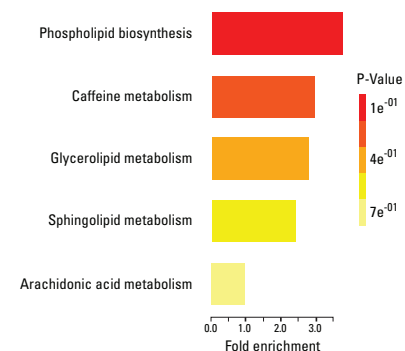 Phospholipid biosynthesis
Caffeine metabolism
Glycerolipid metabolism
Sphingolipid metabolism
Arachidonic acid metabolism
P-Value
1e-01
4e-01
7e-01
0.0 1.0 2.0 3.0
Fold enrichment